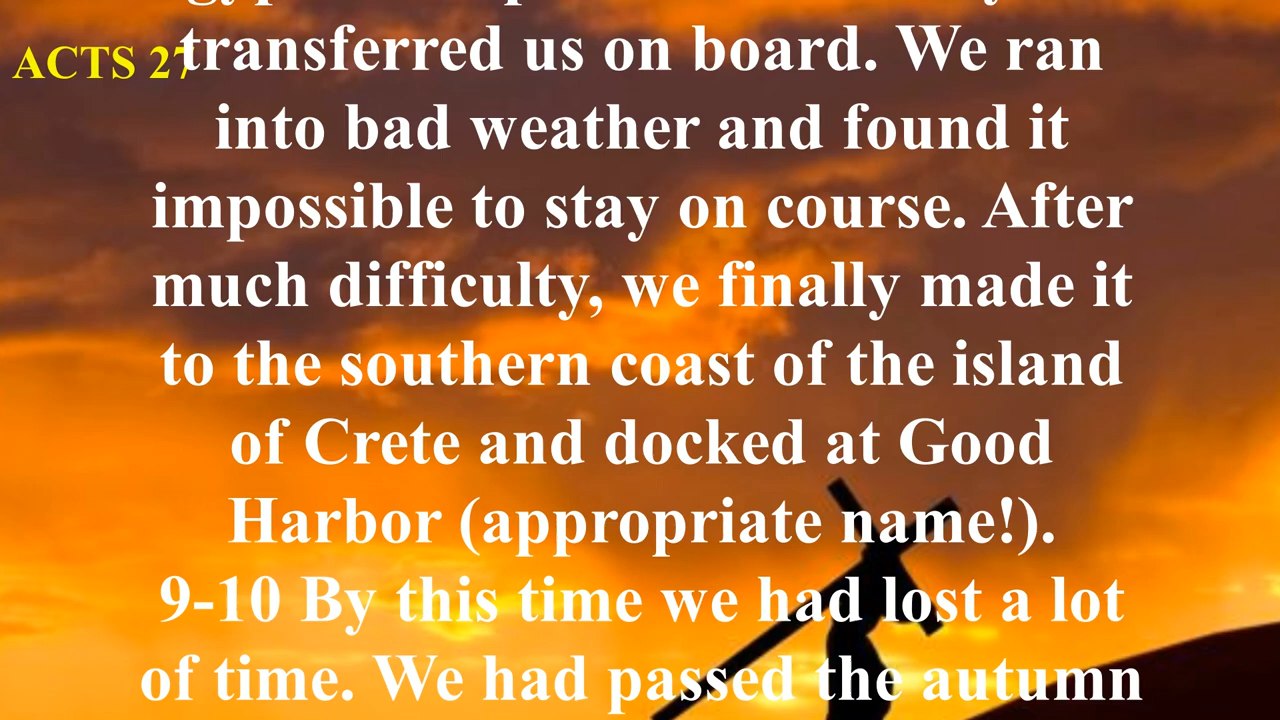 ACTS 27
transferred us on board. We ran
into bad weather and found it
impossible to stay on course. After
much difficulty, we finally made it
to the southern coast of the island
of Crete and docked at Good
Harbor (appropriate name!).
9-10 By this time we had lost a lot
of time. We had passed the autumn